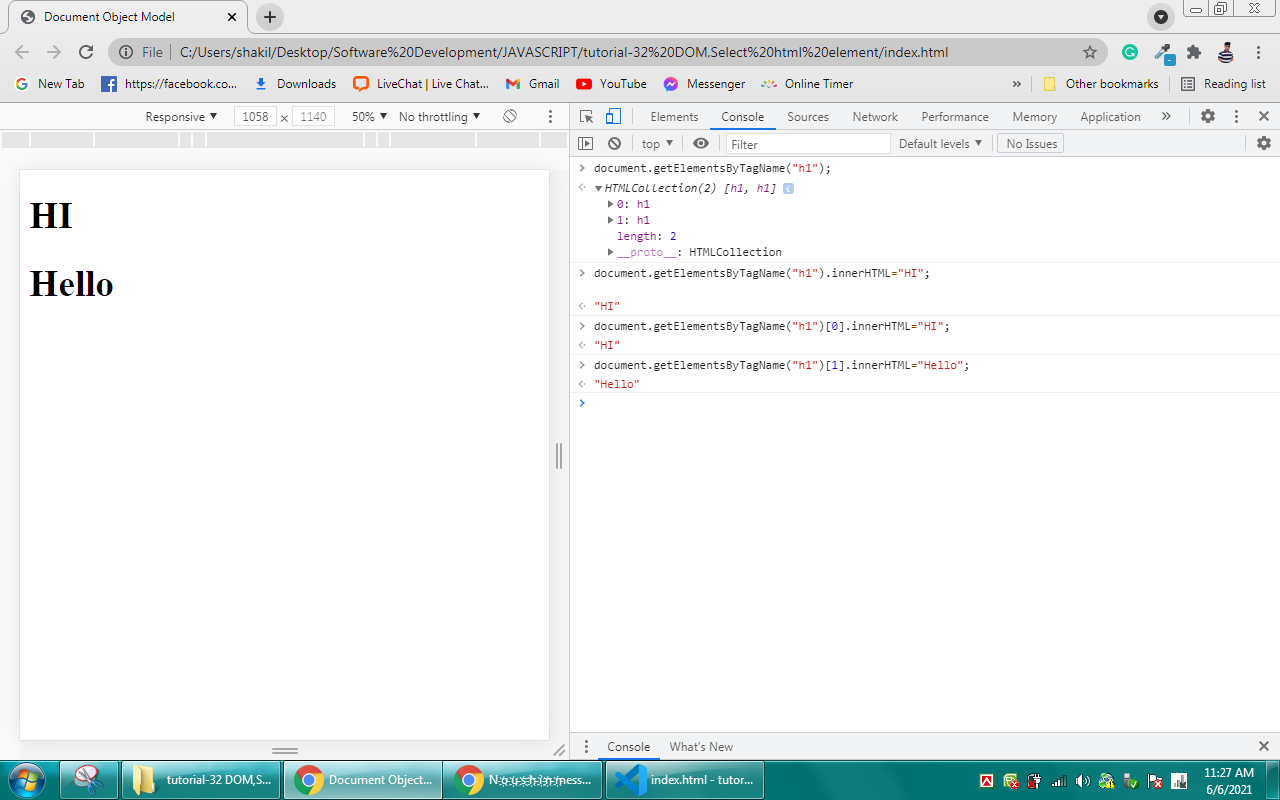 Document Object Model
File C:/Users/shakil/Desktop/Software%20Development/JAVASCRIPT/tutorial-32%20DOM,Select%20html%20element/index.html
New Tab https://facebook.co... Downloads LiveChat | Live Chat... Gmail YouTube Messenger Online Timer » Other bookmarks Reading list
Responsive ▼ 1058 × 1140 50% ▼ No throttling ▼
Elements Console Sources Network Performance Memory Application »
top ▼ Filter Default levels ▼ No Issues
HI
Hello
document.getElementsByTagName("h1");
HTMLCollection(2) [h1, h1] i
0: h1
1: h1
length: 2
__proto__: HTMLCollection
document.getElementsByTagName("h1").innerHTML="HI";
"HI"
document.getElementsByTagName("h1")[0].innerHTML="HI";
"HI"
document.getElementsByTagName("h1")[1].innerHTML="Hello";
"Hello"
Console What's New
tutorial-32 DOM,S... Document Object... index.html - tutor...
11:27 AM
6/6/2021